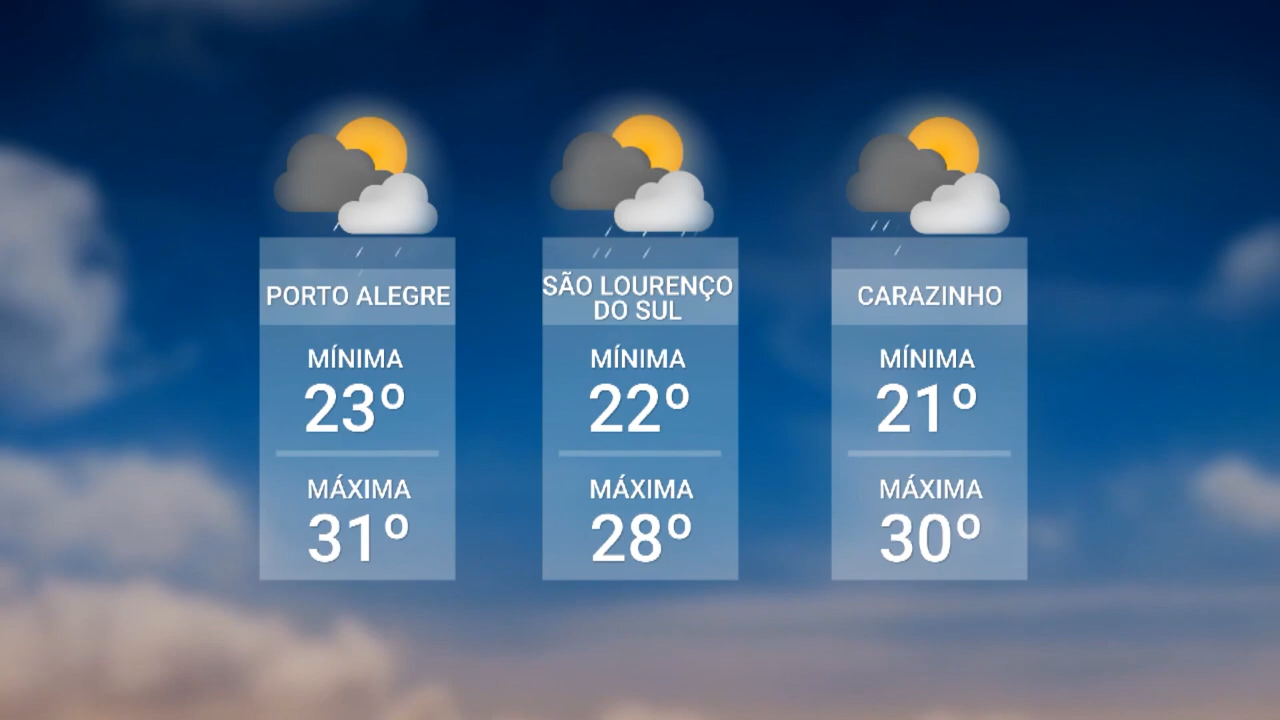 PORTO ALEGRE
MÍNIMA
23º
MÁXIMA
31º
SÃO LOURENÇO
DO SUL
MÍNIMA
22º
MÁXIMA
28º
CARAZINHO
MÍNIMA
21º
MÁXIMA
30º